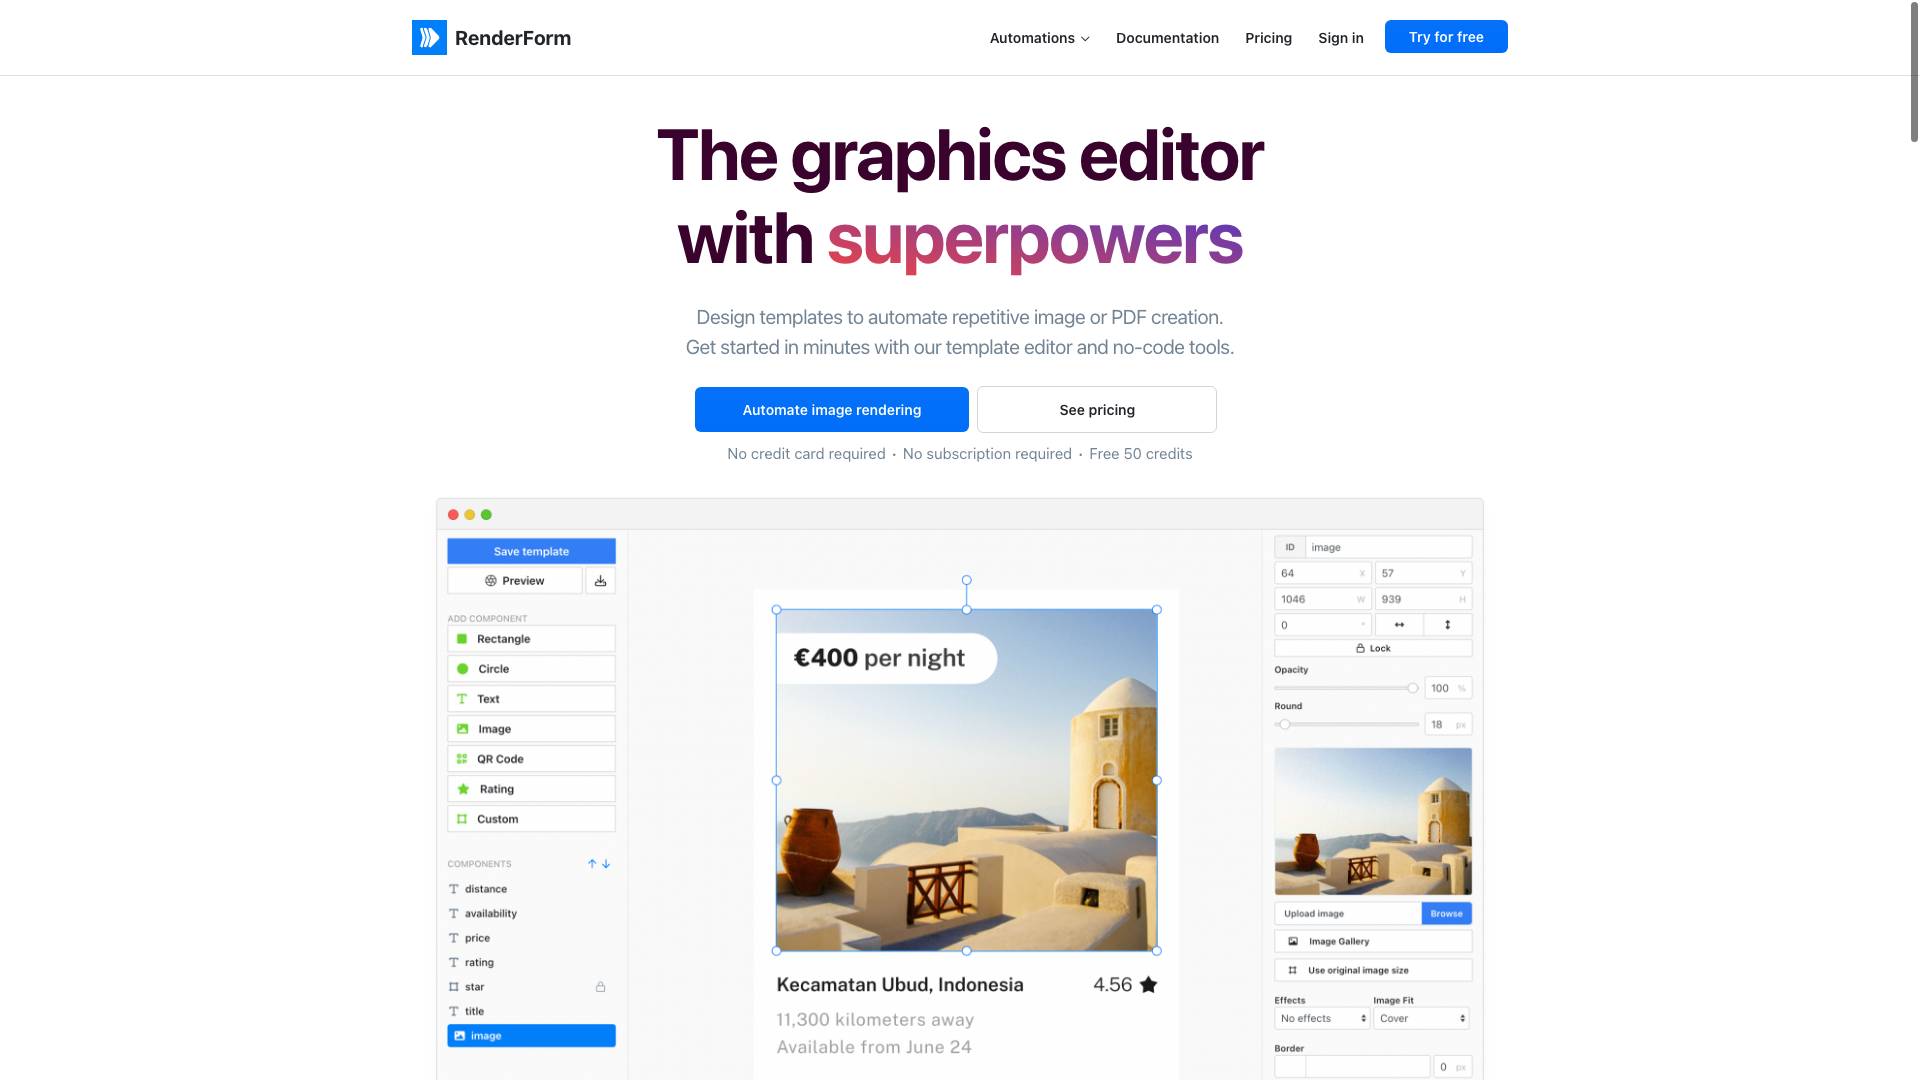 RenderForm
Automations
Documentation
Pricing
Sign in
Try for free
The graphics editor
with superpowers
Design templates to automate repetitive image or PDF creation.
Get started in minutes with our template editor and no-code tools.
Automate image rendering
See pricing
No credit card required · No subscription required · Free 50 credits
Save template
Preview
ADD COMPONENT
Rectangle
Circle
Text
Image
QR Code
Rating
Custom
COMPONENTS
distance
availability
price
rating
star
title
image
€400 per night
Kecamatan Ubud, Indonesia
4.56
11,300 kilometers away
Available from June 24
ID image
64 X 57 Y
1046 W 939 H
0 °
Lock
Opacity
100 %
Round
18 px
Upload image Browse
Image Gallery
Use original image size
Effects Image Fit
No effects Cover
Border
0 px